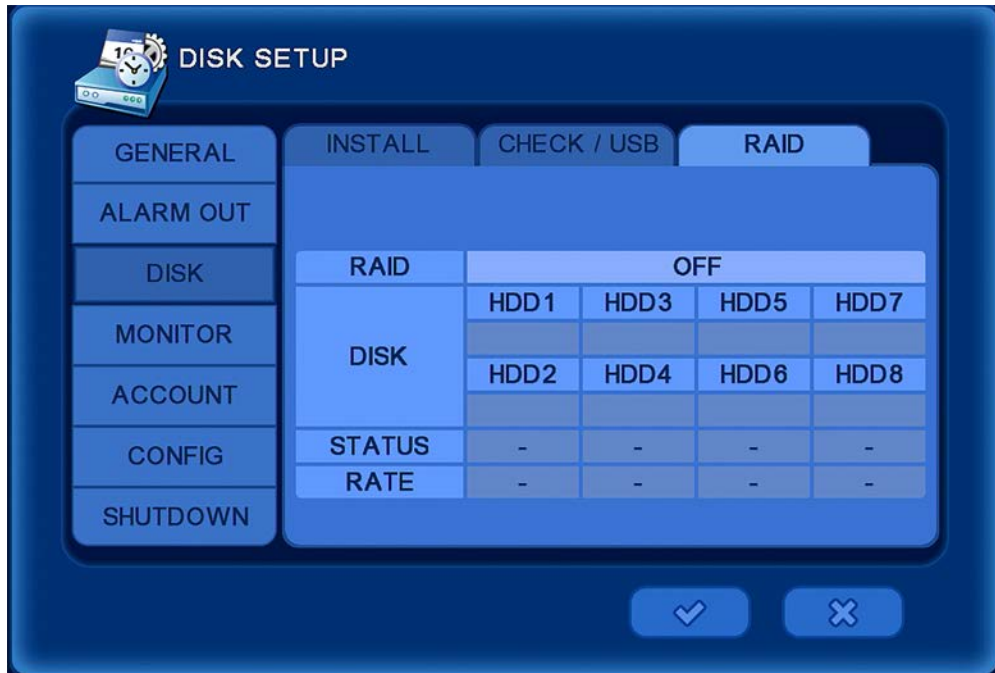 DISK SETUP
GENERAL
ALARM OUT
DISK
MONITOR
ACCOUNT
CONFIG
SHUTDOWN
INSTALL CHECK / USB RAID
RAID OFF
DISK
HDD1 HDD3 HDD5 HDD7
HDD2 HDD4 HDD6 HDD8
STATUS - - - -
RATE - - - -